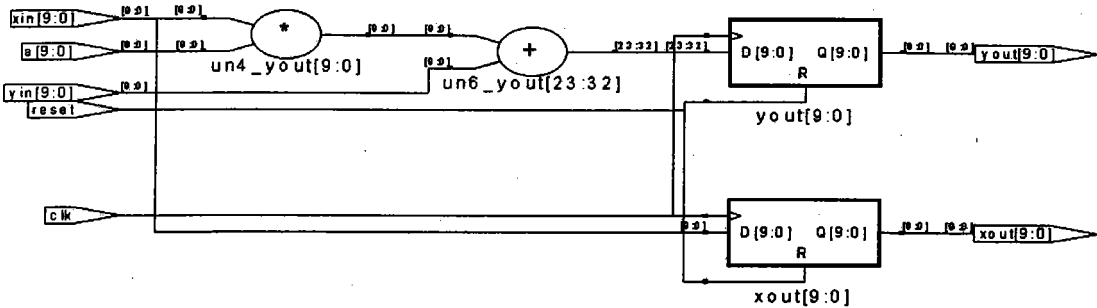 xin[9:0] [9:0] [9:0]
a[9:0] [9:0] [9:0] * [9:0] [9:0]
un4_yout[9:0]
yin[9:0] [9:0] [9:0] +
un6_yout[23:32]
[23:32] [23:32] D[9:0] Q[9:0] [9:0] [9:0] yout[9:0]
R
reset
yout[9:0]
clk
[9:0] D[9:0] Q[9:0] [9:0] [9:0] xout[9:0]
R
xout[9:0]